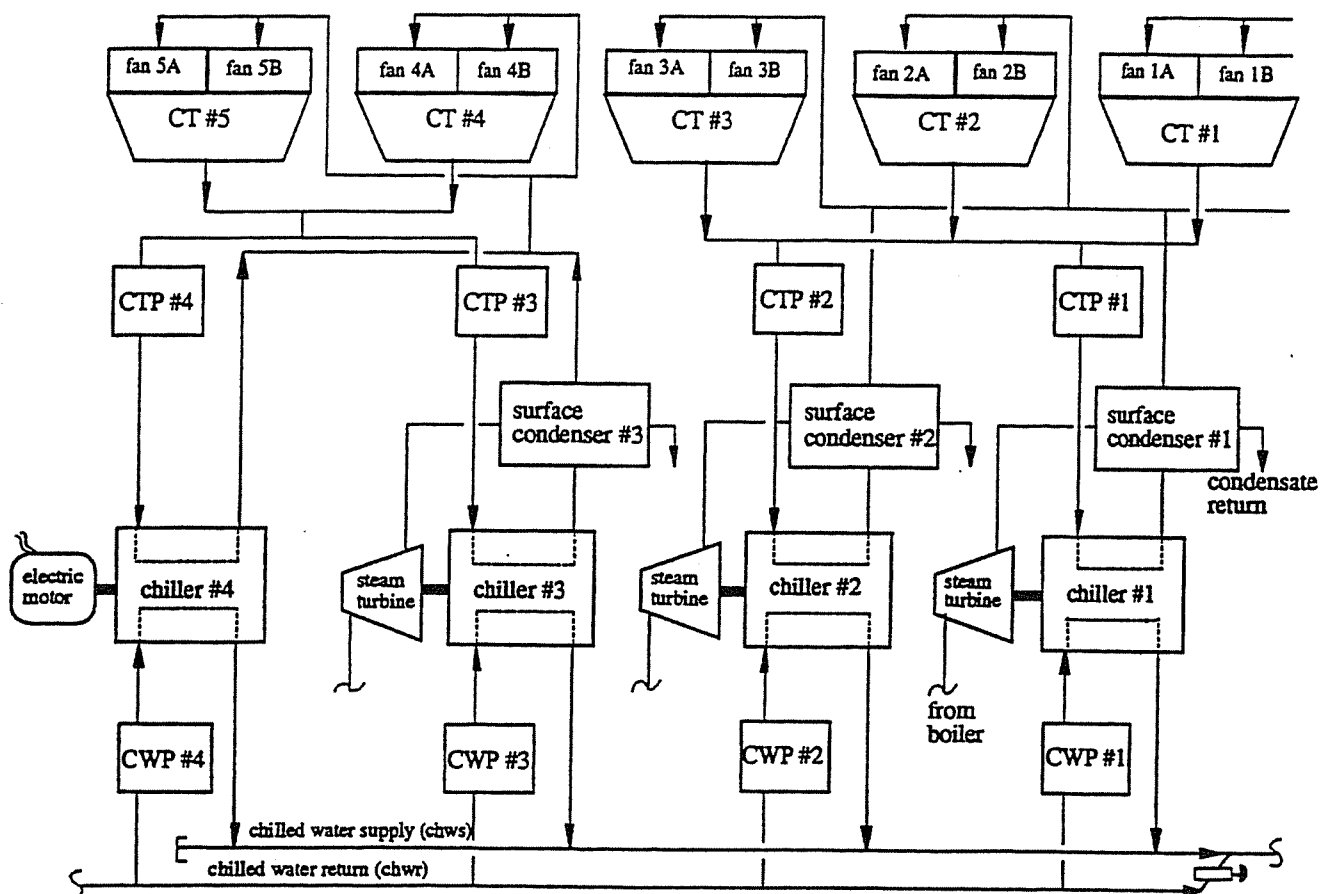 fan 5A
fan 5B
fan 4A
fan 4B
fan 3A
fan 3B
fan 2A
fan 2B
fan 1A
fan 1B
CT #5
CT #4
CT #3
CT #2
CT #1
CTP #4
CTP #3
CTP #2
CTP #1
surface
condenser #3
surface
condenser #2
surface
condenser #1
condensate
return
electric
motor
chiller #4
steam
turbine
chiller #3
steam
turbine
chiller #2
steam
turbine
chiller #1
from
boiler
CWP #4
CWP #3
CWP #2
CWP #1
chilled water supply (chws)
chilled water return (chwr)